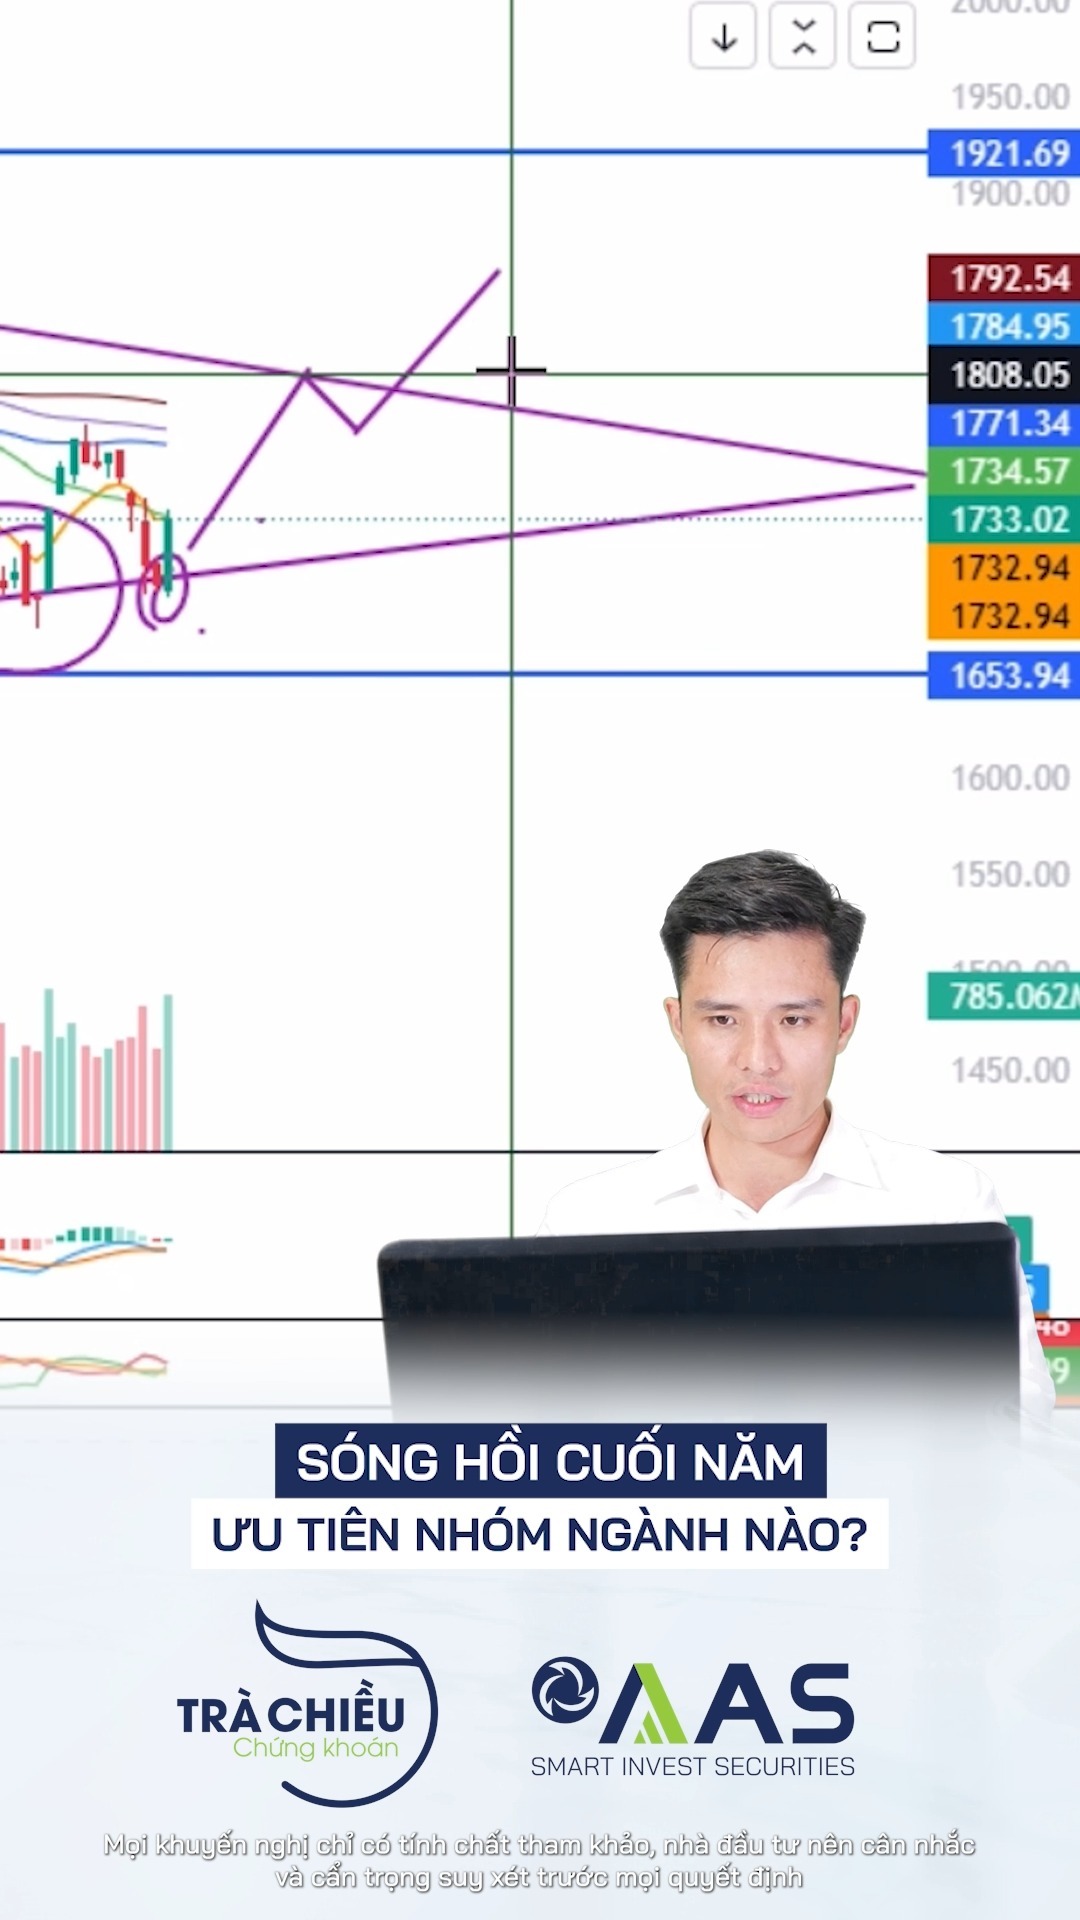 1950.00
1921.69
1900.00
1792.54
1784.95
1808.05
1771.34
1734.57
1733.02
1732.94
1732.94
1653.94
1600.00
1550.00
785.062
1450.00
SÓNG HỒI CUỐI NĂM
ƯU TIÊN NHÓM NGÀNH NÀO?
TRÀ CHIỀU
Chứng khoán
AAS
SMART INVEST SECURITIES
Mọi khuyến nghị chỉ có tính chất tham khảo, nhà đầu tư nên cân nhắc
và cẩn trọng suy xét trước mọi quyết định